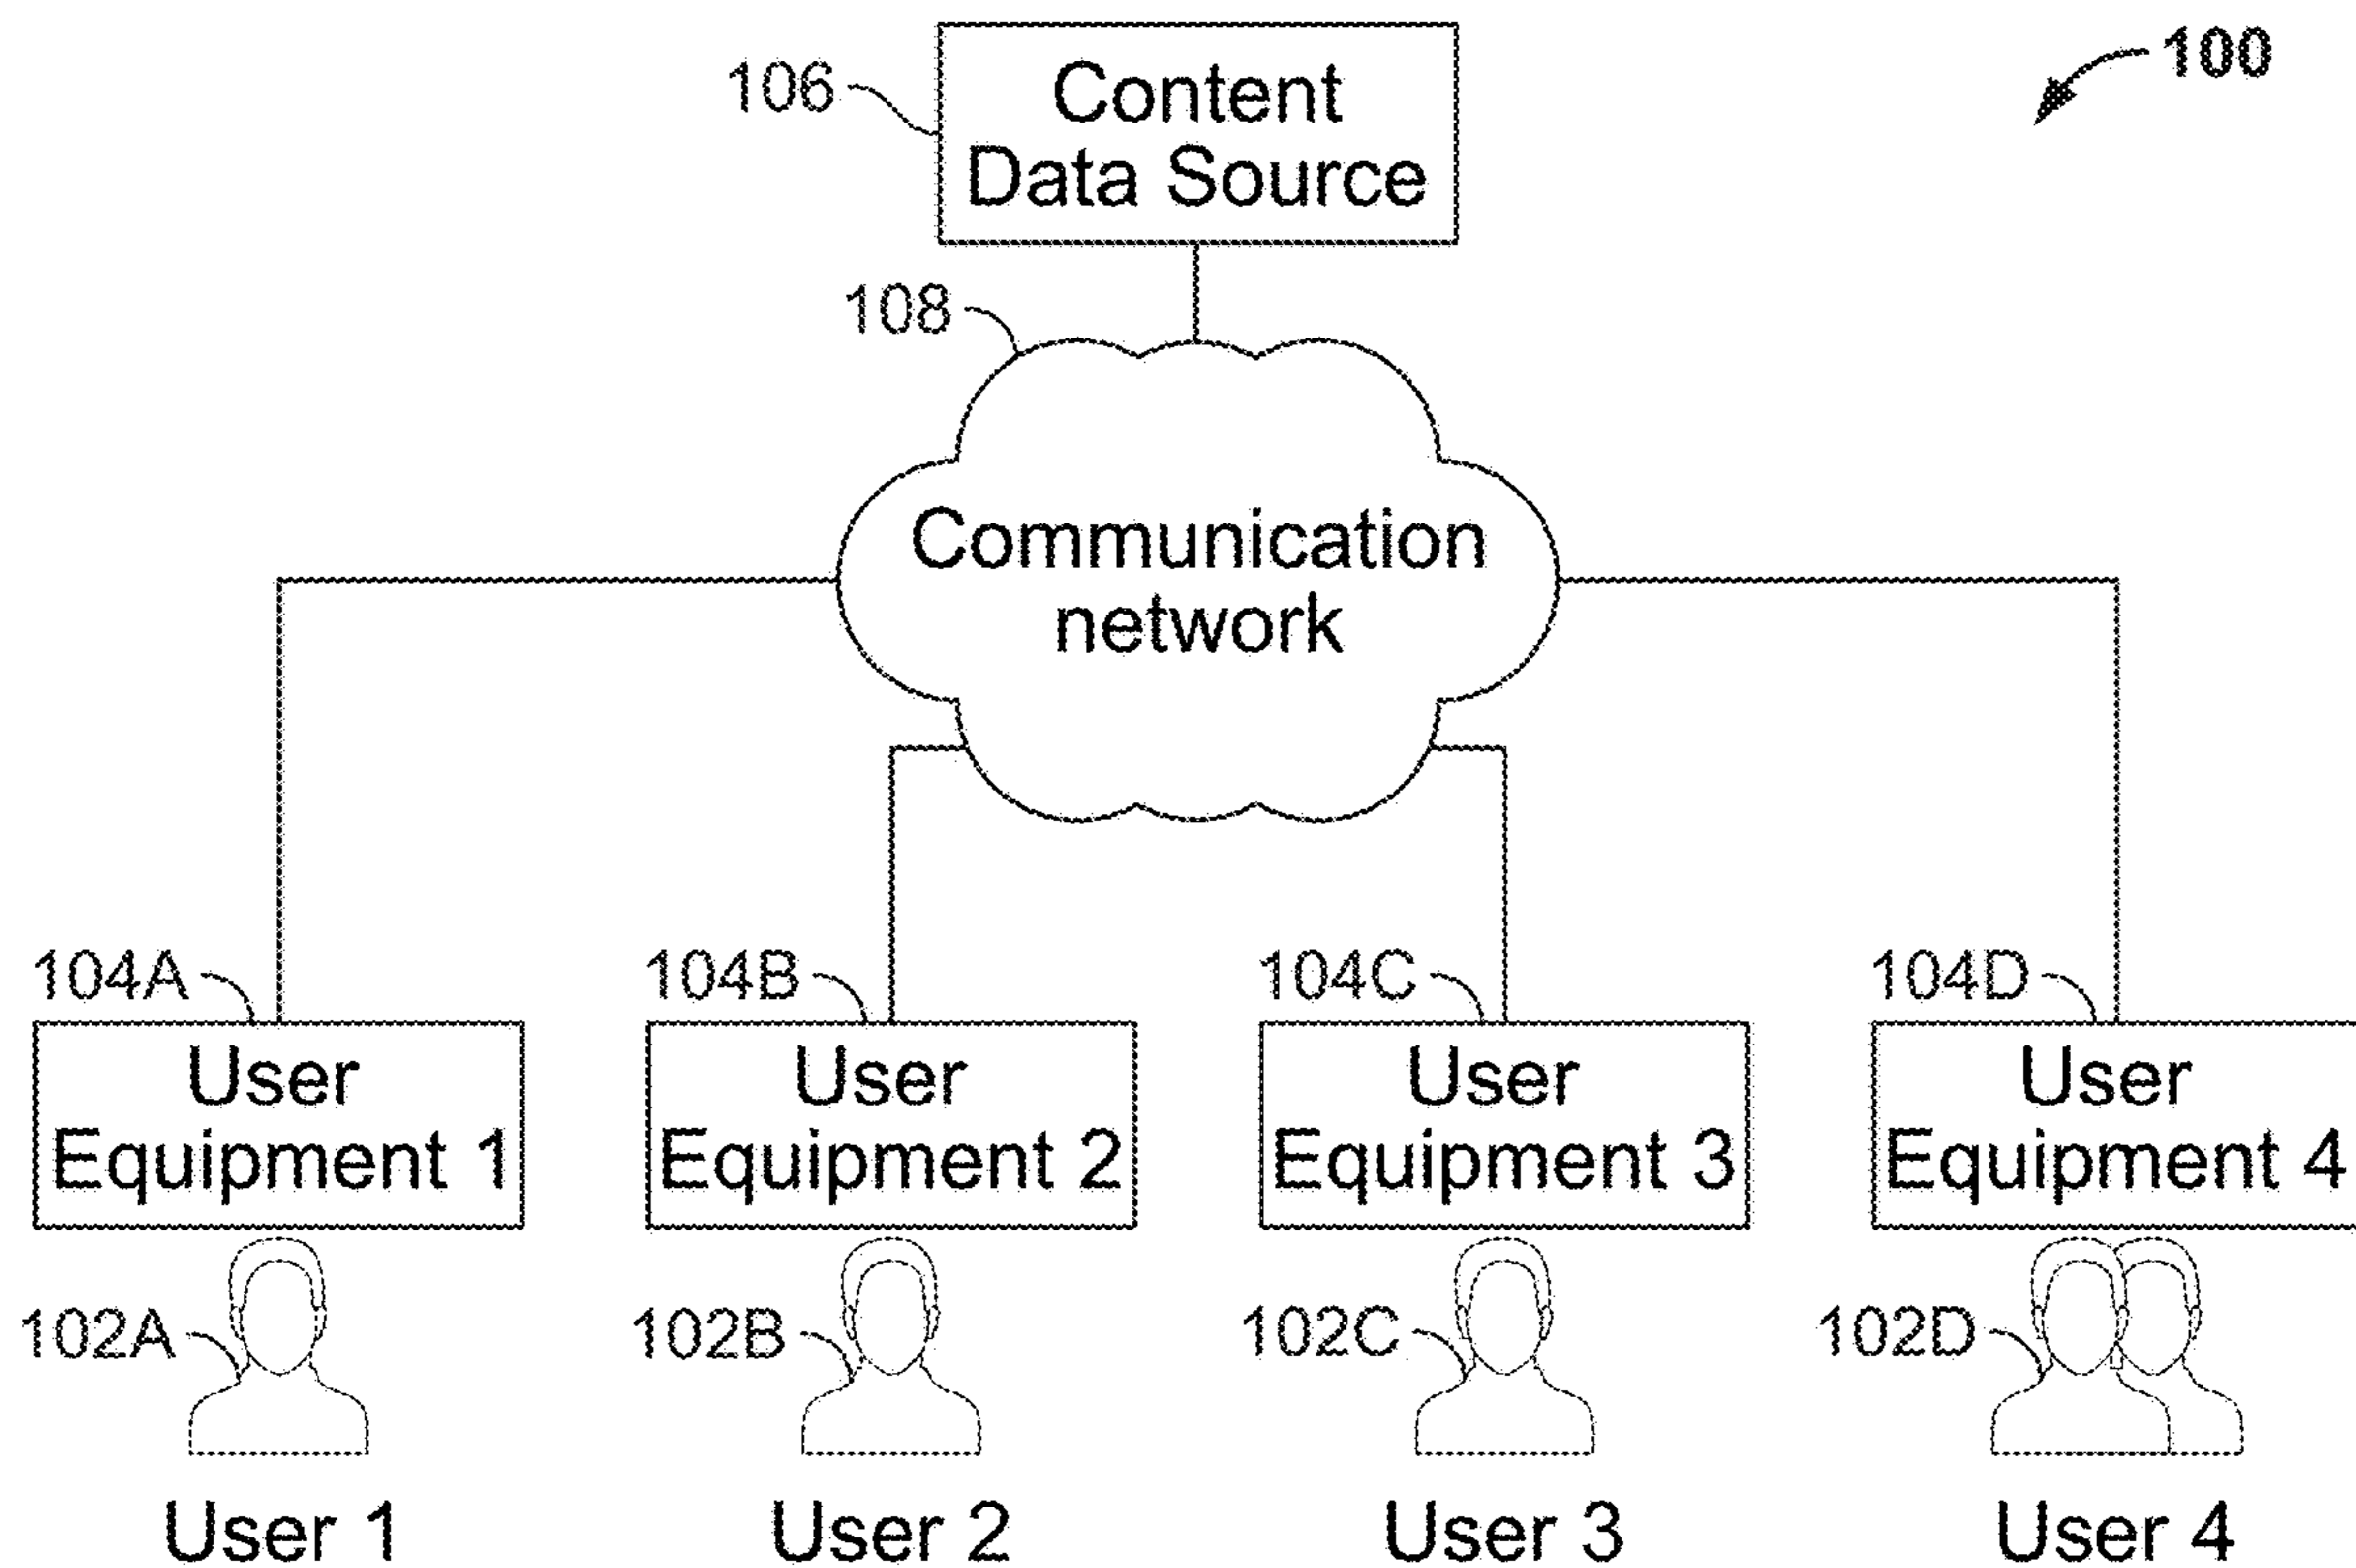 100
106
Content
Data Source
108
Communication
network
104A
104B
104C
104D
User
Equipment 1
User
Equipment 2
User
Equipment 3
User
Equipment 4
102A
102B
102C
102D
User 1
User 2
User 3
User 4